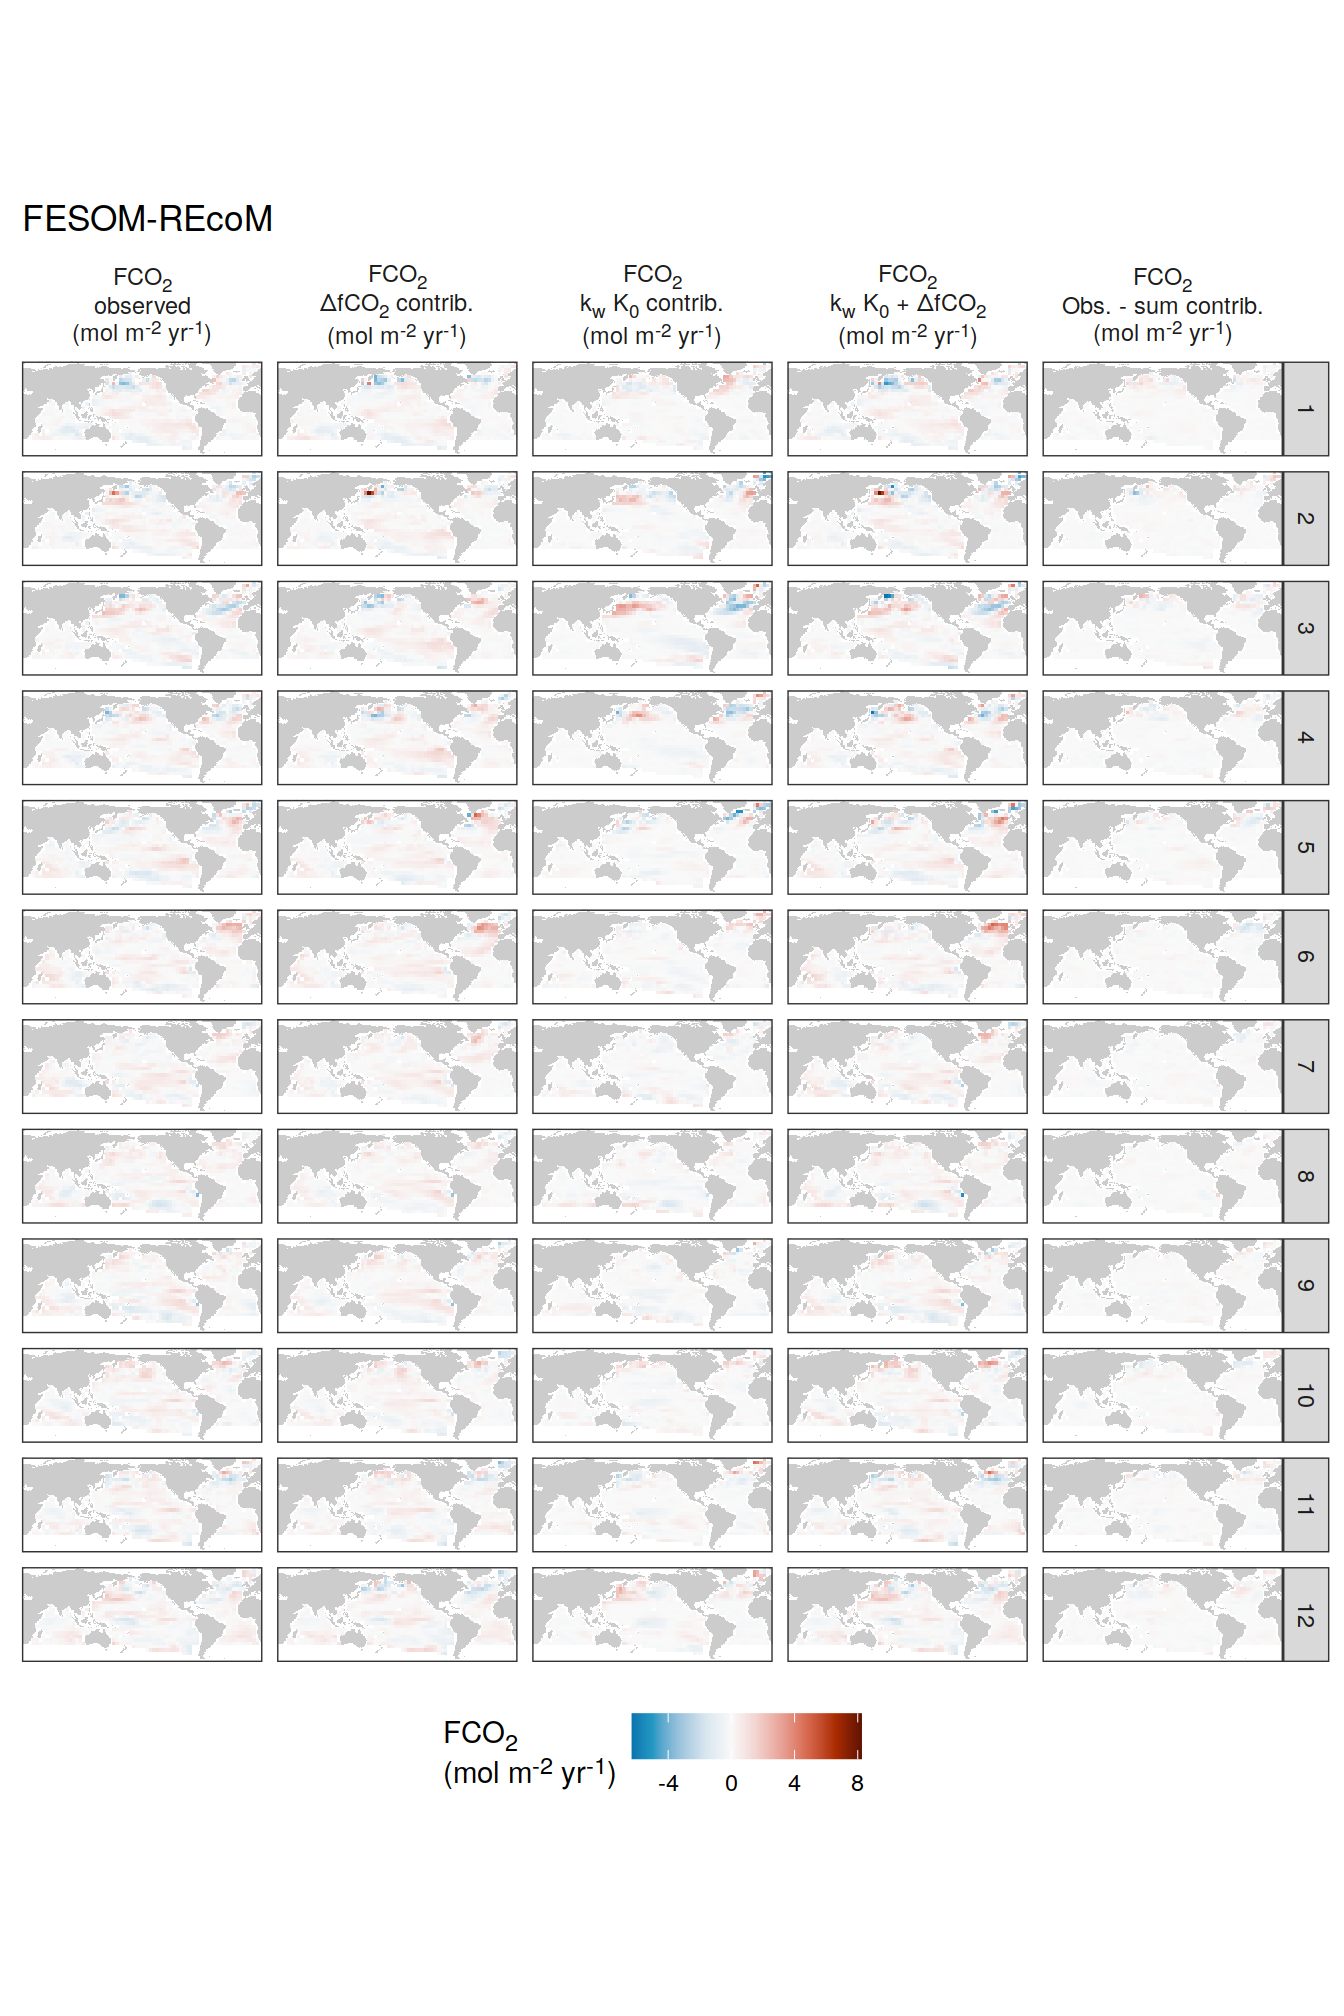 FESOM-REcoM
FCO₂
observed
(mol m⁻² yr⁻¹)
FCO₂
ΔfCO₂ contrib.
(mol m⁻² yr⁻¹)
FCO₂
k_w K₀ contrib.
(mol m⁻² yr⁻¹)
FCO₂
k_w K₀ + ΔfCO₂
(mol m⁻² yr⁻¹)
FCO₂
Obs. - sum contrib.
(mol m⁻² yr⁻¹)
1
2
3
4
5
6
7
8
9
10
11
12
FCO₂
(mol m⁻² yr⁻¹)
-4 0 4 8